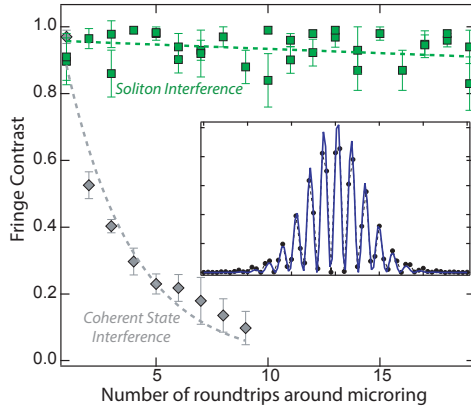 1.0
0.8
0.6
0.4
0.2
0.0
Fringe Contrast
Soliton Interference
Coherent State
Interference
5
10
15
Number of roundtrips around microring